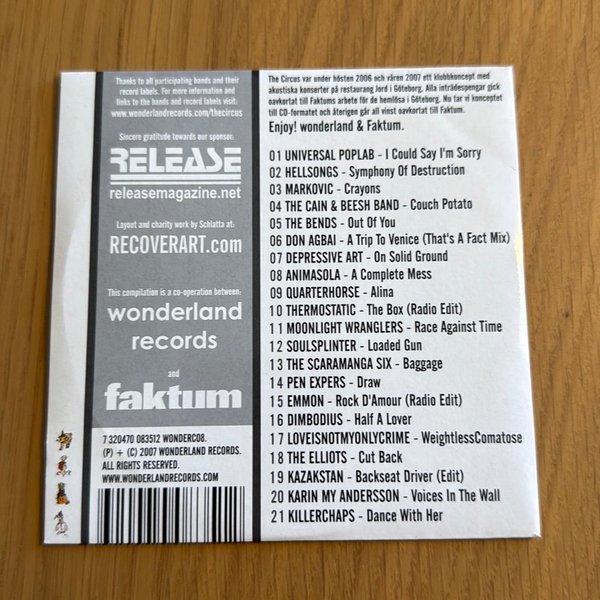 Thanks to all participating bands and their
record labels. For more information and
links to the bands and record labels visit:
www.wonderlandrecords.com/thecircus
Sincere gratitude towards our sponsor:
RELEASE
releasemagazine.net
Layout and charity work by Schlatta at:
RECOVERART.com
This compilation is a co-operation between:
wonderland
records
and
faktum
7 320470 083512 WONDERC08.
(P) + (C) 2007 WONDERLAND RECORDS.
ALL RIGHTS RESERVED.
WWW.WONDERLANDRECORDS.COM
The Circus var under hösten 2006 och våren 2007 ett klubbkoncept med
akustiska konserter på restaurang Jord i Göteborg. Alla inträdespengar gick
oavkortat till Faktums arbete för de hemlösa i Göteborg. Nu tar vi konceptet
till CD-formatet och återigen går all vinst oavkortat till Faktum.
Enjoy! wonderland & Faktum.
01 UNIVERSAL POPLAB - I Could Say I'm Sorry
02 HELLSONGS - Symphony Of Destruction
03 MARKOVIC - Crayons
04 THE CAIN & BEESH BAND - Couch Potato
05 THE BENDS - Out Of You
06 DON AGBAI - A Trip To Venice (That's A Fact Mix)
07 DEPRESSIVE ART - On Solid Ground
08 ANIMASOLA - A Complete Mess
09 QUARTERHORSE - Alina
10 THERMOSTATIC - The Box (Radio Edit)
11 MOONLIGHT WRANGLERS - Race Against Time
12 SOULSPLINTER - Loaded Gun
13 THE SCARAMANGA SIX - Baggage
14 PEN EXPERS - Draw
15 EMMON - Rock D'Amour (Radio Edit)
16 DIMBODIUS - Half A Lover
17 LOVEISNOTMYONLYCRIME - WeightlessComatose
18 THE ELLIOTS - Cut Back
19 KAZAKSTAN - Backseat Driver (Edit)
20 KARIN MY ANDERSSON - Voices In The Wall
21 KILLERCHAPS - Dance With Her